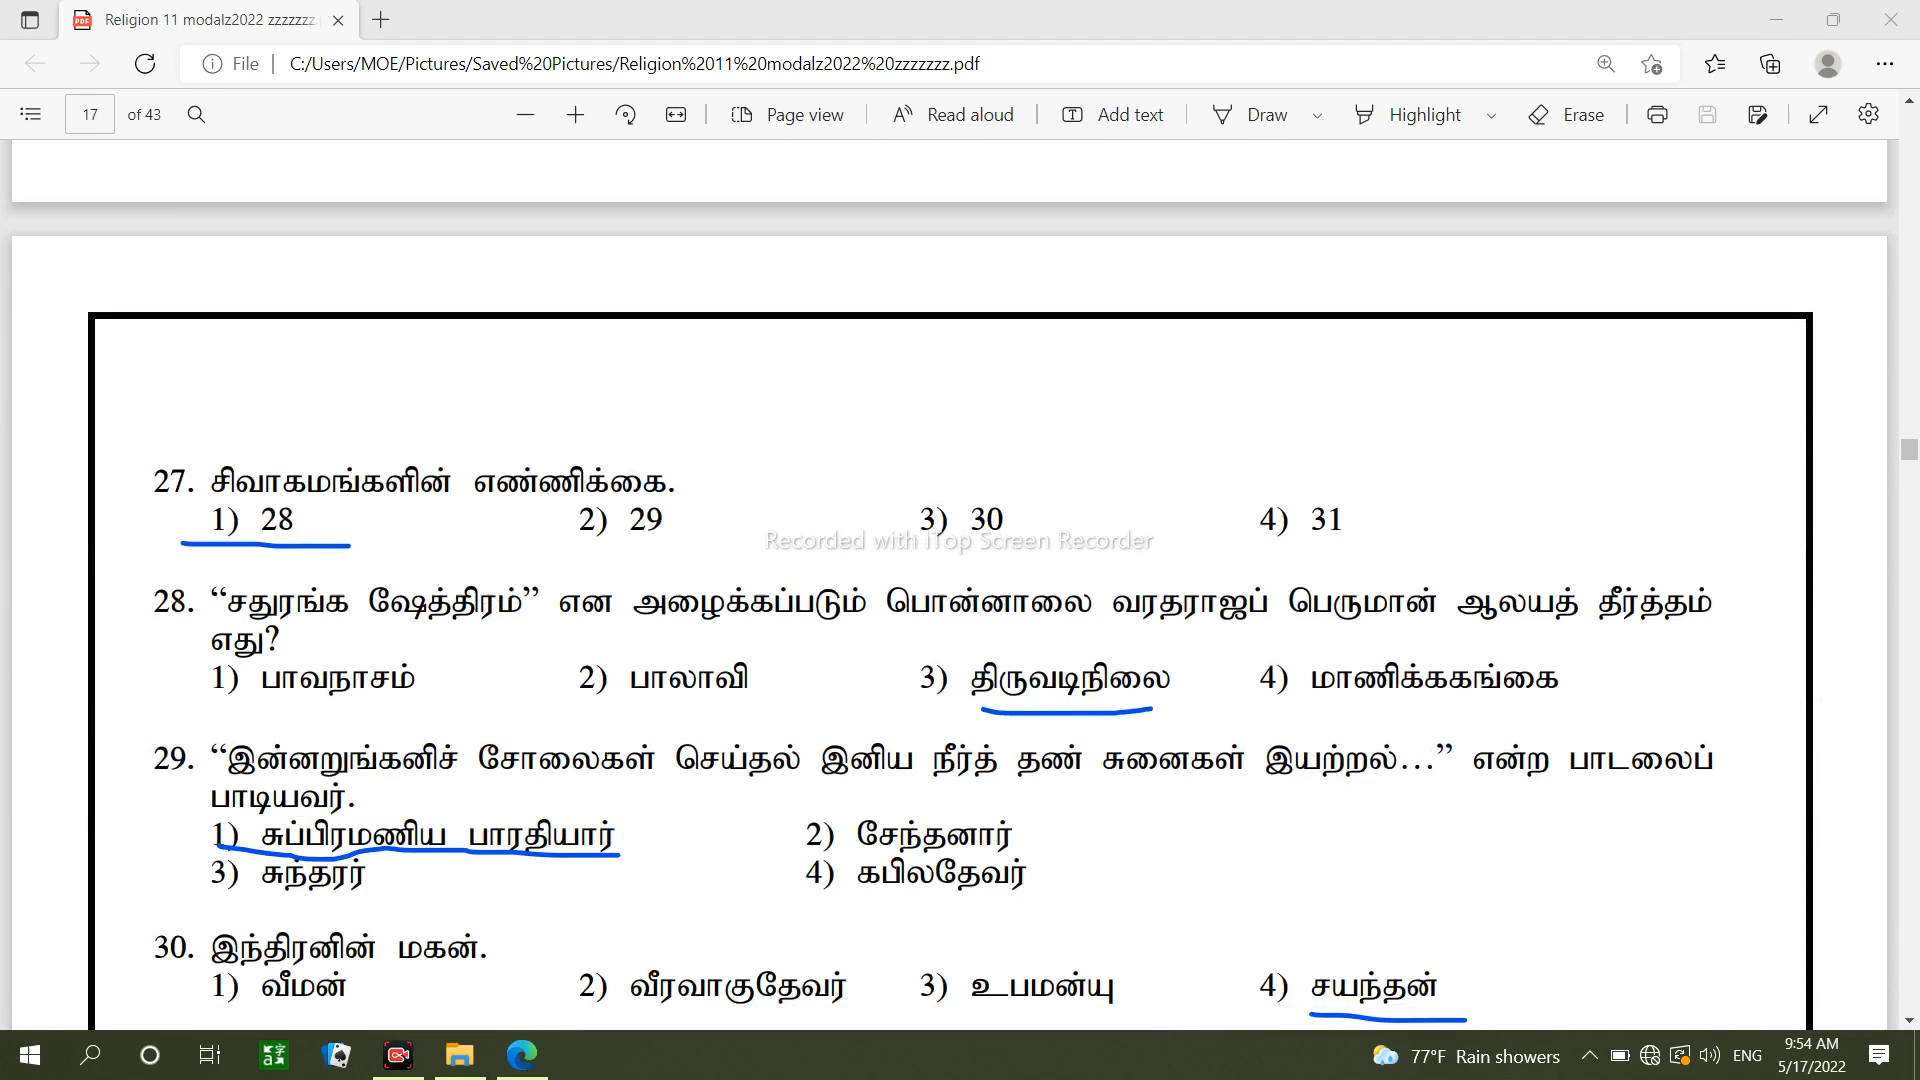 Religion 11 modalz2022 zzzzzzz
File
C:/Users/MOE/Pictures/Saved%20Pictures/Religion%2011%20modalz2022%20zzzzzzz.pdf
17 of 43
Page view
Read aloud
Add text
Draw
Highlight
Erase
27. சிவாகமங்களின் எண்ணிக்கை.
1) 28 2) 29 3) 30 4) 31
Recorded with iTop Screen Recorder
28. “சதுரங்க ஷேத்திரம்” என அழைக்கப்படும் பொன்னாலை வரதராஜப் பெருமான் ஆலயத் தீர்த்தம்
எது?
1) பாவநாசம் 2) பாலாவி 3) திருவடிநிலை 4) மாணிக்ககங்கை
29. “இன்னறுங்கனிச் சோலைகள் செய்தல் இனிய நீர்த் தண் சுனைகள் இயற்றல்...” என்ற பாடலைப்
பாடியவர்.
1) சுப்பிரமணிய பாரதியார் 2) சேந்தனார்
3) சுந்தரர் 4) கபிலதேவர்
30. இந்திரனின் மகன்.
1) வீமன் 2) வீரவாகுதேவர் 3) உபமன்யு 4) சயந்தன்
77°F Rain showers
ENG
9:54 AM
5/17/2022